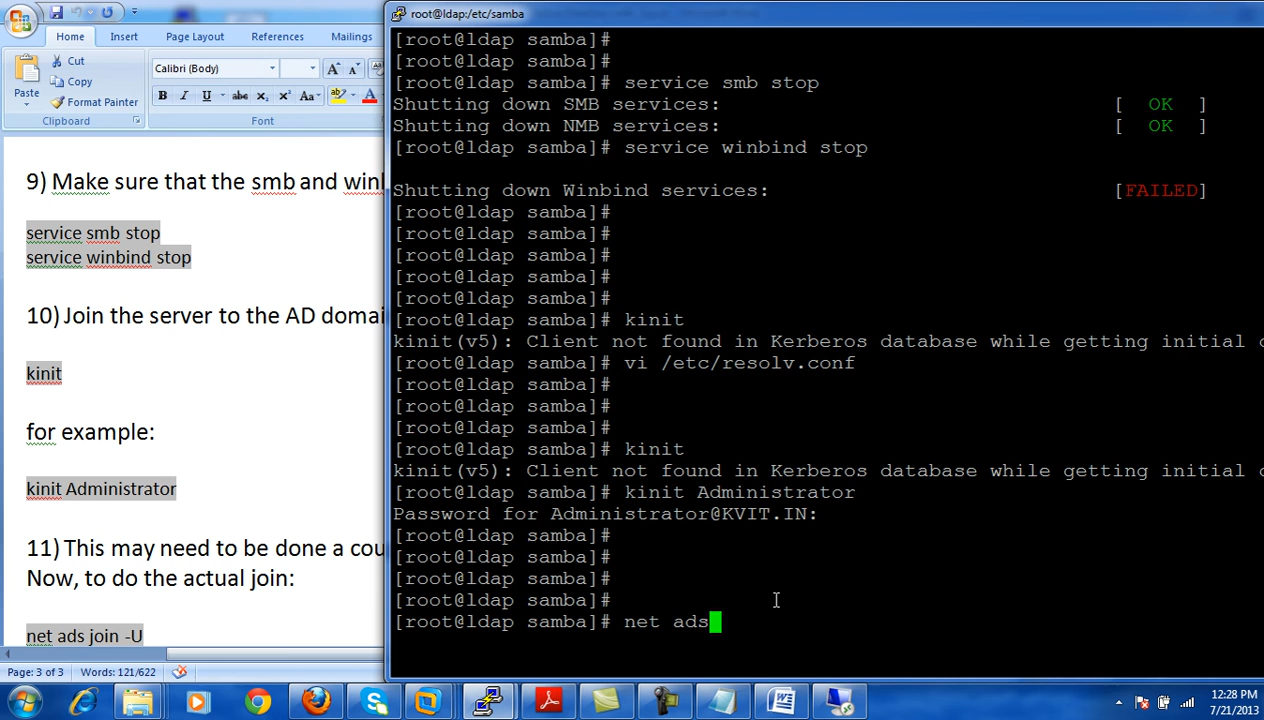 Home Insert Page Layout References Mailings
Paste
Cut
Copy
Format Painter
Clipboard
Calibri (Body)
B I U abc X₂ X² Aa
Font
9) Make sure that the smb and
service smb stop
service winbind stop
10) Join the server to the AD
kinit
for example:
kinit Administrator
11) This may need to be done a
Now, to do the actual join:
net ads join -U
Page: 3 of 3 Words: 121/622
root@ldap:/etc/samba
[root@ldap samba]#
[root@ldap samba]#
[root@ldap samba]# service smb stop
Shutting down SMB services: [ OK ]
Shutting down NMB services: [ OK ]
[root@ldap samba]# service winbind stop
Shutting down Winbind services: [FAILED]
[root@ldap samba]#
[root@ldap samba]#
[root@ldap samba]#
[root@ldap samba]#
[root@ldap samba]#
[root@ldap samba]# kinit
kinit(v5): Client not found in Kerberos database while getting initial
[root@ldap samba]# vi /etc/resolv.conf
[root@ldap samba]#
[root@ldap samba]#
[root@ldap samba]#
[root@ldap samba]# kinit
kinit(v5): Client not found in Kerberos database while getting initial
[root@ldap samba]# kinit Administrator
Password for Administrator@KVIT.IN:
[root@ldap samba]#
[root@ldap samba]#
[root@ldap samba]#
[root@ldap samba]#
[root@ldap samba]# net ads
12:28 PM
7/21/2013